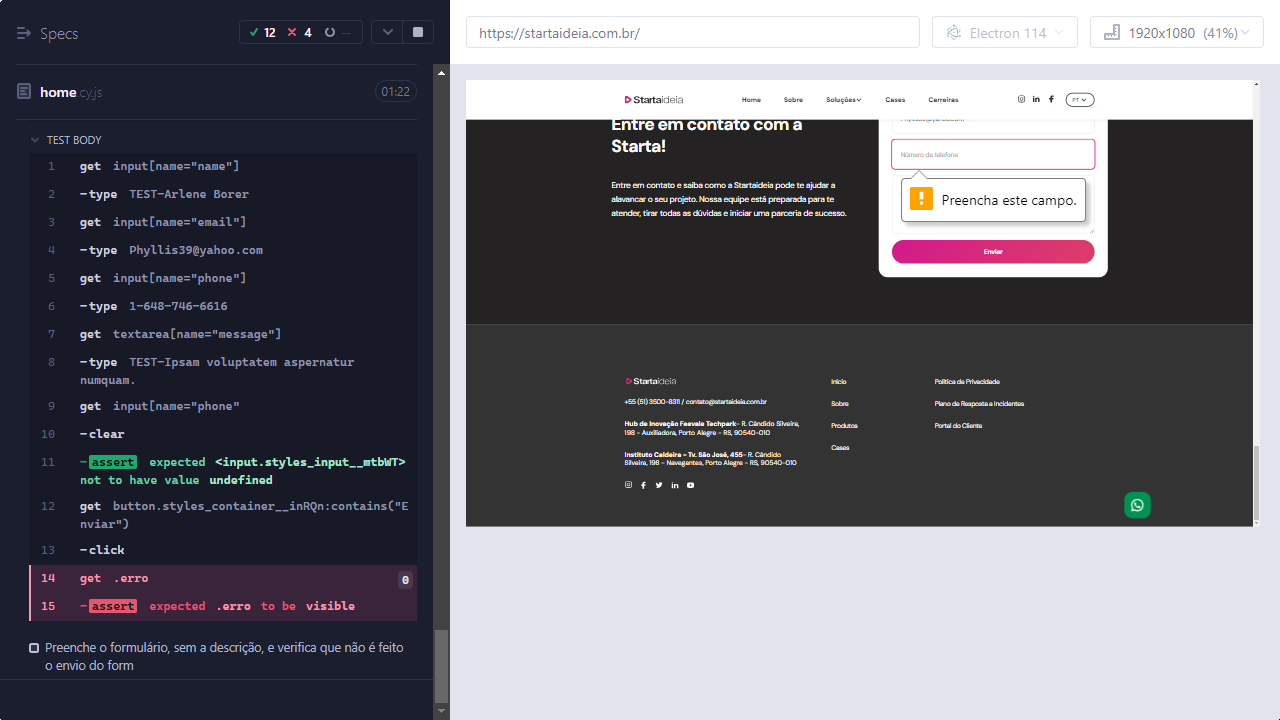 Specs
12
4
--
home.cy.js
01:22
TEST BODY
1 get input[name="name"]
2 -type TEST-Arlene Borer
3 get input[name="email"]
4 -type Phyllis39@yahoo.com
5 get input[name="phone"]
6 -type 1-648-746-6616
7 get textarea[name="message"]
8 -type TEST-Ipsam voluptatem aspernatur
numquam.
9 get input[name="phone"
10 -clear
11 -assert expected <input.styles_input__mtbWT>
not to have value undefined
12 get button.styles_container__inRQn:contains("E
nviar")
13 -click
14 get .erro 0
15 -assert expected .erro to be visible
Preenche o formulário, sem a descrição, e verifica que não é feito
o envio do form
https://startaideia.com.br/
Electron 114
1920x1080 (41%)
Startaideia
Home
Sobre
Soluções
Cases
Carreiras
PT
Entre em contato com a
Starta!
Entre em contato e saiba como a Startaideia pode te ajudar a
alavancar o seu projeto. Nossa equipe está preparada para te
atender, tirar todas as dúvidas e iniciar uma parceria de sucesso.
Número de telefone
Preencha este campo.
Enviar
Startaideia
+55 (51) 3500-8311 / contato@startaideia.com.br
Hub de Inovação Feevale Techpark- R. Cândido Silveira,
198 - Auxiliadora, Porto Alegre - RS, 90540-010
Instituto Caldeira - Tv. São José, 455- R. Cândido
Silveira, 198 - Navegantes, Porto Alegre - RS, 90540-010
Início
Sobre
Produtos
Cases
Política de Privacidade
Plano de Resposta a Incidentes
Portal do Cliente